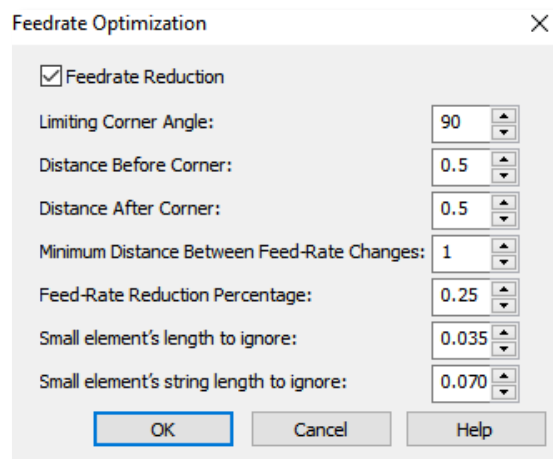 Feedrate Optimization
Feedrate Reduction
Limiting Corner Angle: 90
Distance Before Corner: 0.5
Distance After Corner: 0.5
Minimum Distance Between Feed-Rate Changes: 1
Feed-Rate Reduction Percentage: 0.25
Small element's length to ignore: 0.035
Small element's string length to ignore: 0.070
OK Cancel Help